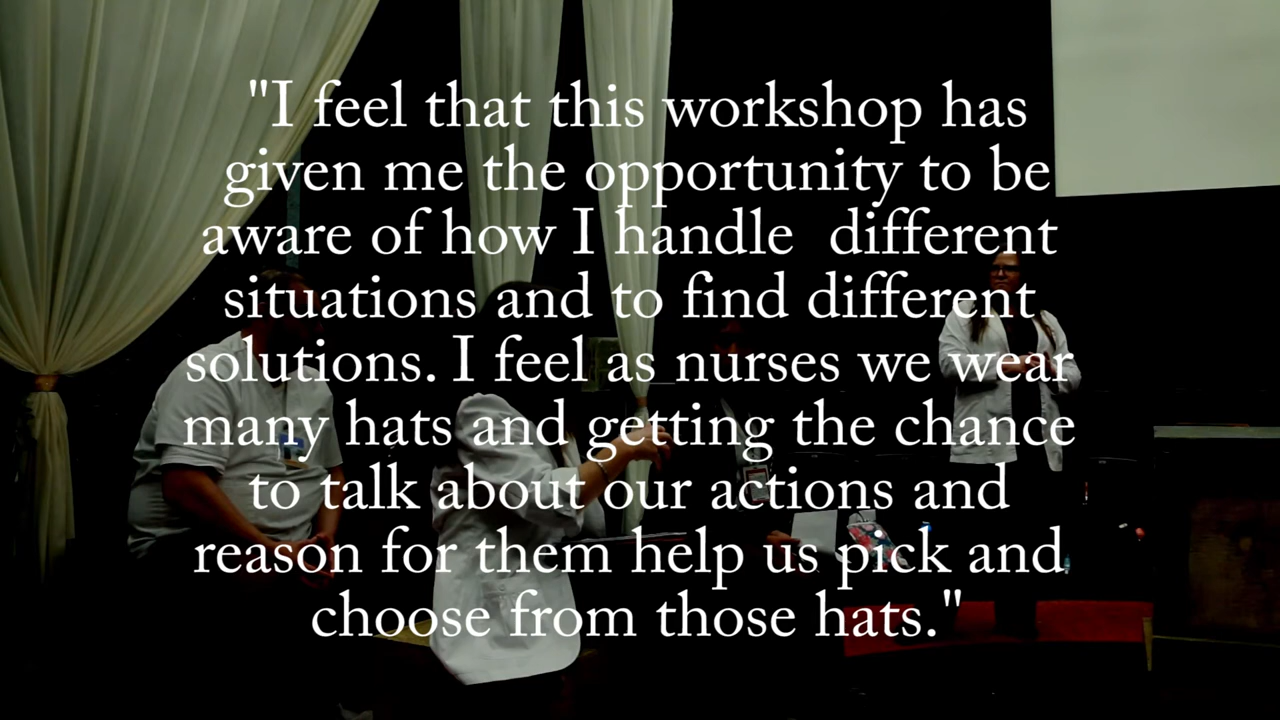 "I feel that this workshop has
given me the opportunity to be
aware of how I handle  different
situations and to find different
solutions. I feel as nurses we wear
many hats and getting the chance
to talk about our actions and
reason for them help us pick and
choose from those hats."